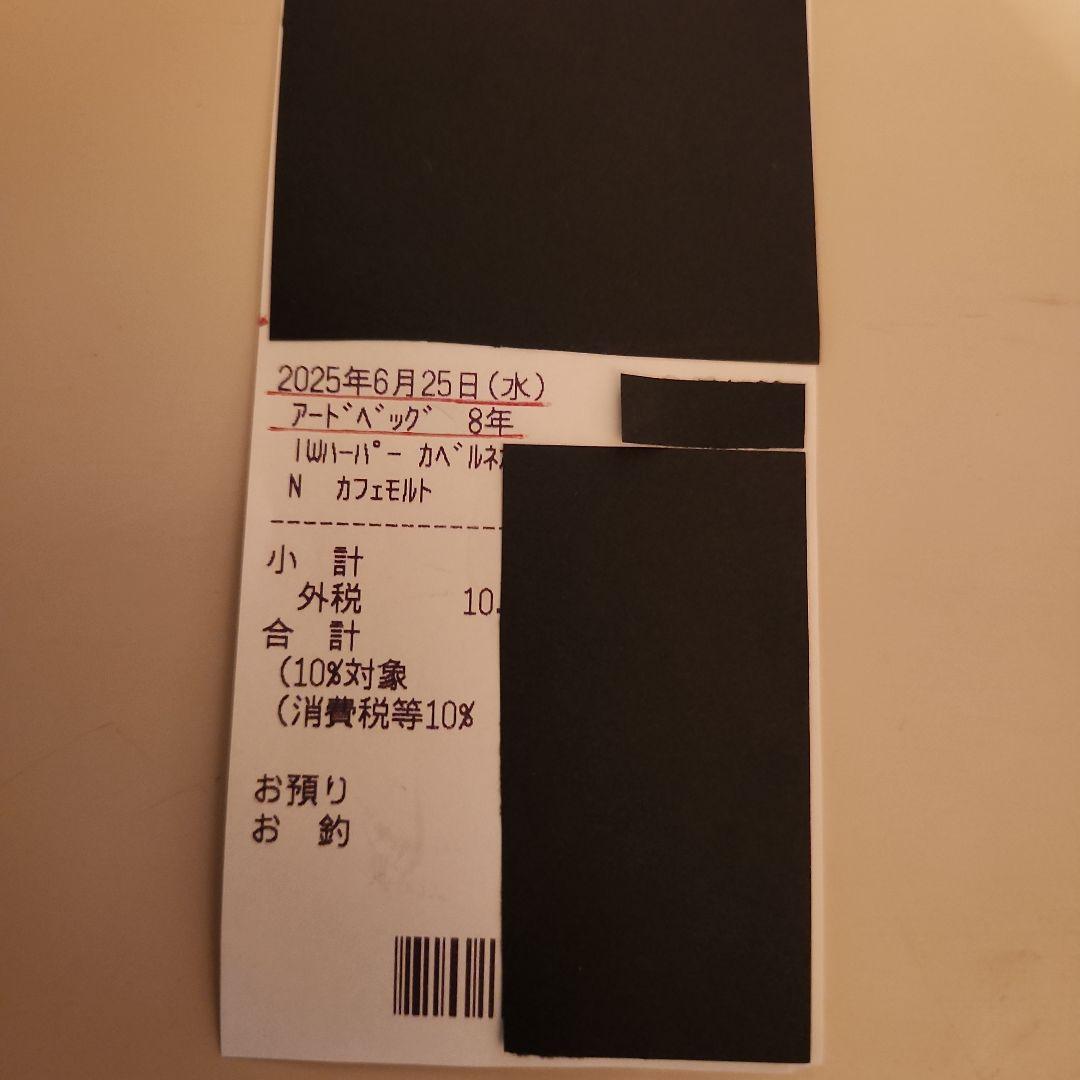 2025年6月25日(水)
ｱｰﾄﾞﾍﾞｯｸﾞ 8年
IWﾊｰﾊﾟｰ ｶﾍﾞﾙﾈ
N ｶﾌｪﾓﾙﾄ
--------------
小 計
外税 10.
合 計
(10%対象
(消費税等10%
お預り
お 釣